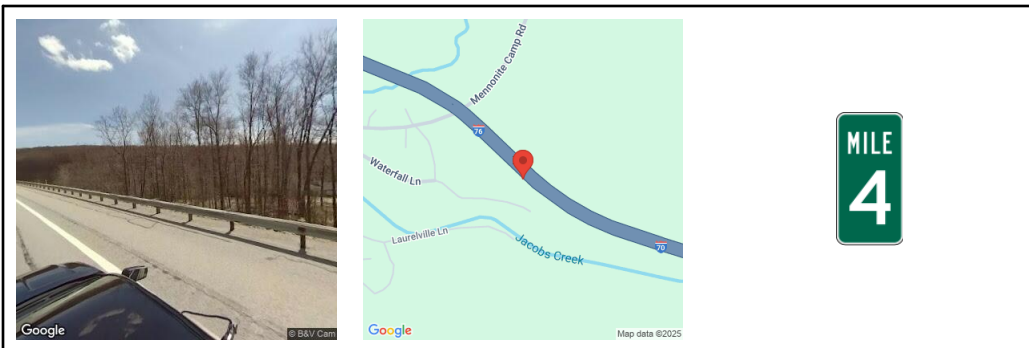 Google
© B&V Cam
Mennonite Camp Rd
76
Waterfall Ln
Laurelville Ln
Jacobs Creek
70
Google
Map data ©2025
MILE
4